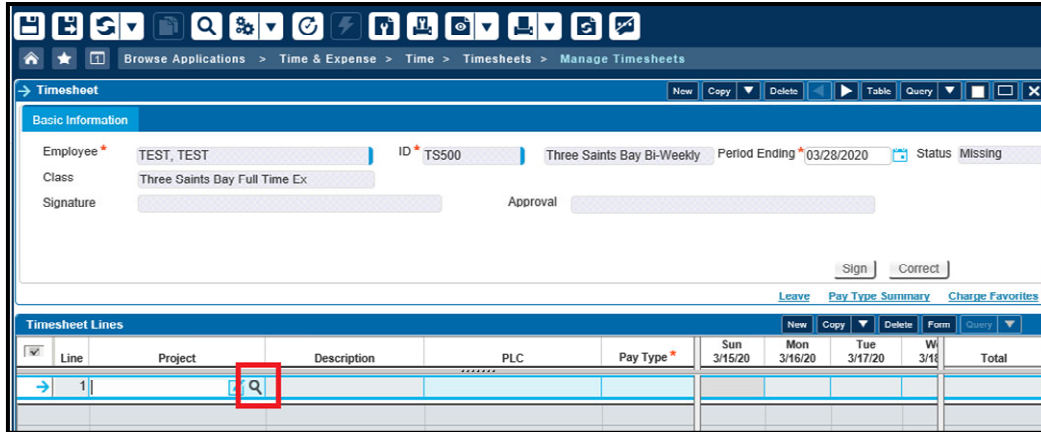 1 Browse Applications > Time & Expense > Time > Timesheets > Manage Timesheets
Timesheet New Copy Delete Table Query
Basic Information
Employee * TEST, TEST ID * TS500 Three Saints Bay Bi-Weekly Period Ending * 03/28/2020 Status Missing
Class Three Saints Bay Full Time Ex
Signature Approval
Sign Correct
Leave Pay Type Summary Charge Favorites
Timesheet Lines New Copy Delete Form Query
Line Project Description PLC Pay Type * Sun 3/15/20 Mon 3/16/20 Tue 3/17/20 3/18 Total
1